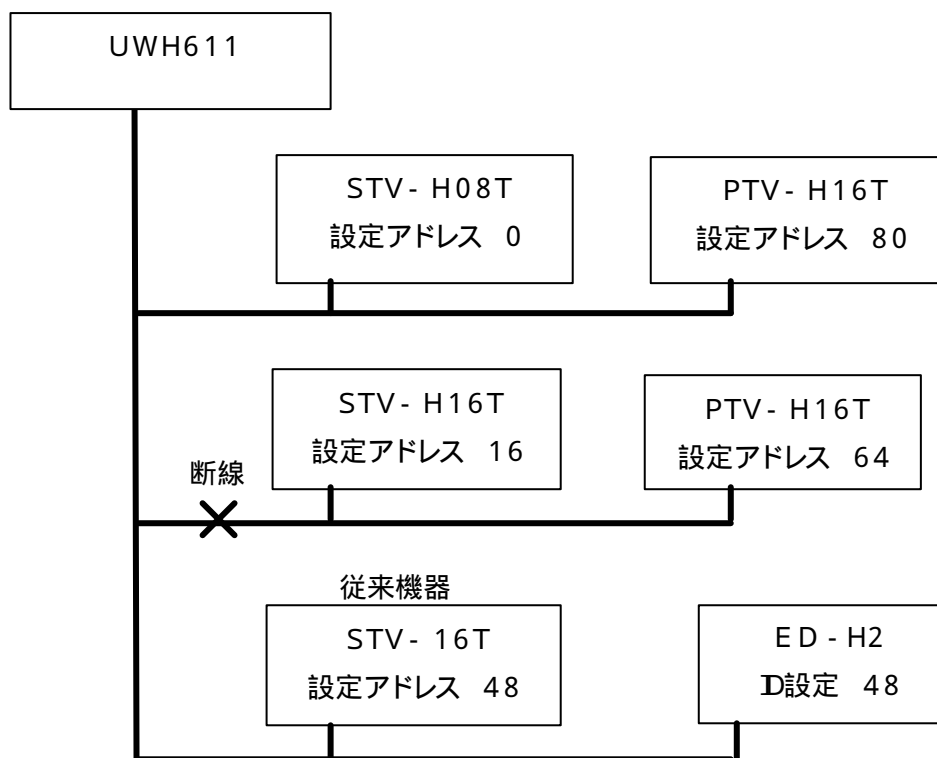 UWH611
STV-H08T
設定アドレス 0
PTV-H16T
設定アドレス 80
STV-H16T
設定アドレス 16
PTV-H16T
設定アドレス 64
断線
従来機器
STV-16T
設定アドレス 48
ED-H2
ID設定 48